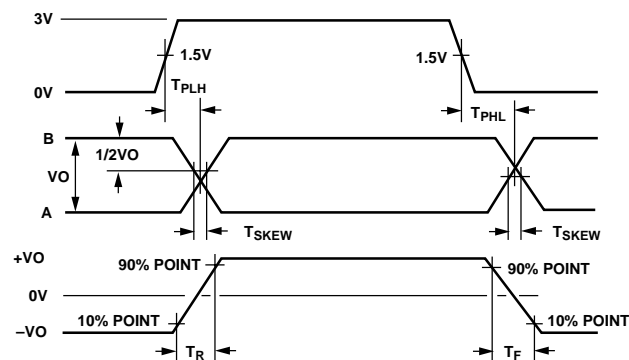 3V
1.5V
1.5V
TPLH
0V
TPHL
B
1/2VO
VO
A
TSKEW
TSKEW
+VO
90% POINT
90% POINT
0V
10% POINT
10% POINT
–VO
TR
TF